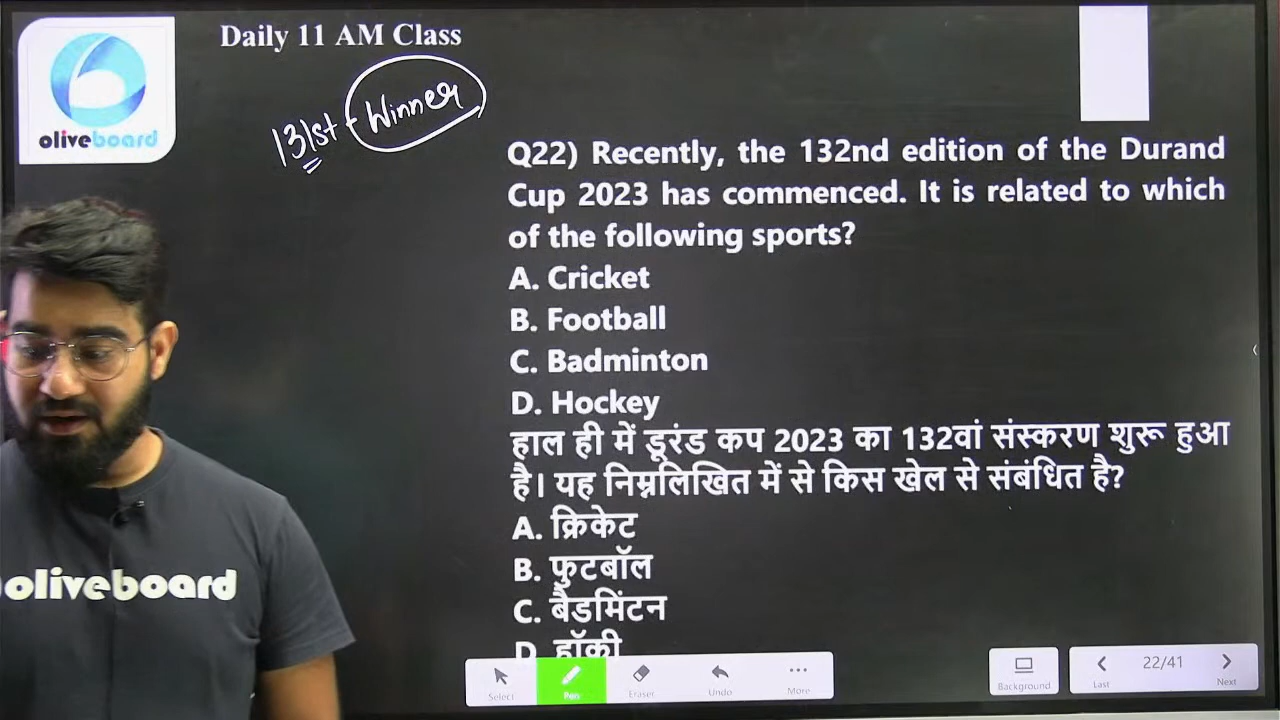 oliveboard
Daily 11 AM Class
131st - Winner
Q22) Recently, the 132nd edition of the Durand
Cup 2023 has commenced. It is related to which
of the following sports?
A. Cricket
B. Football
C. Badminton
D. Hockey
हाल ही में डूरंड कप 2023 का 132वां संस्करण शुरू हुआ
है। यह निम्नलिखित में से किस खेल से संबंधित है?
A. क्रिकेट
B. फुटबॉल
C. बैडमिंटन
D. हॉकी
oliveboard
Select
Pen
Eraser
Undo
More
Background
Last
22/41
Next